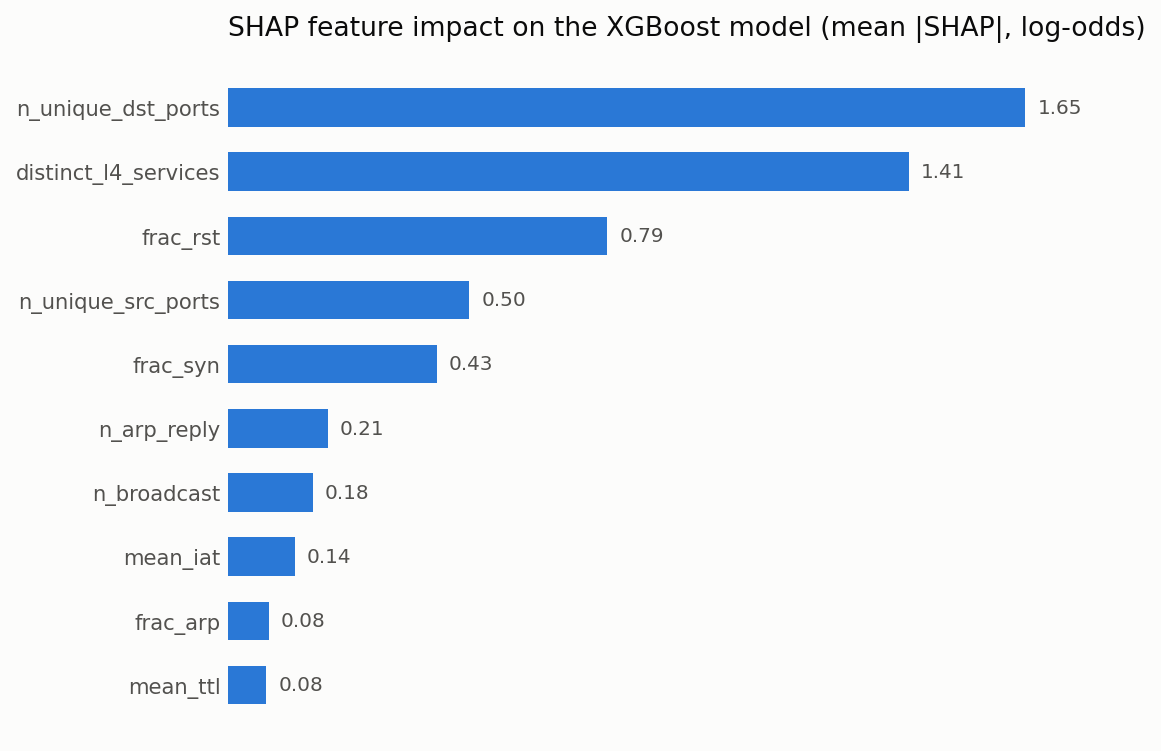 SHAP feature impact on the XGBoost model (mean |SHAP|, log-odds)
n_unique_dst_ports 1.65
distinct_l4_services 1.41
frac_rst 0.79
n_unique_src_ports 0.50
frac_syn 0.43
n_arp_reply 0.21
n_broadcast 0.18
mean_iat 0.14
frac_arp 0.08
mean_ttl 0.08